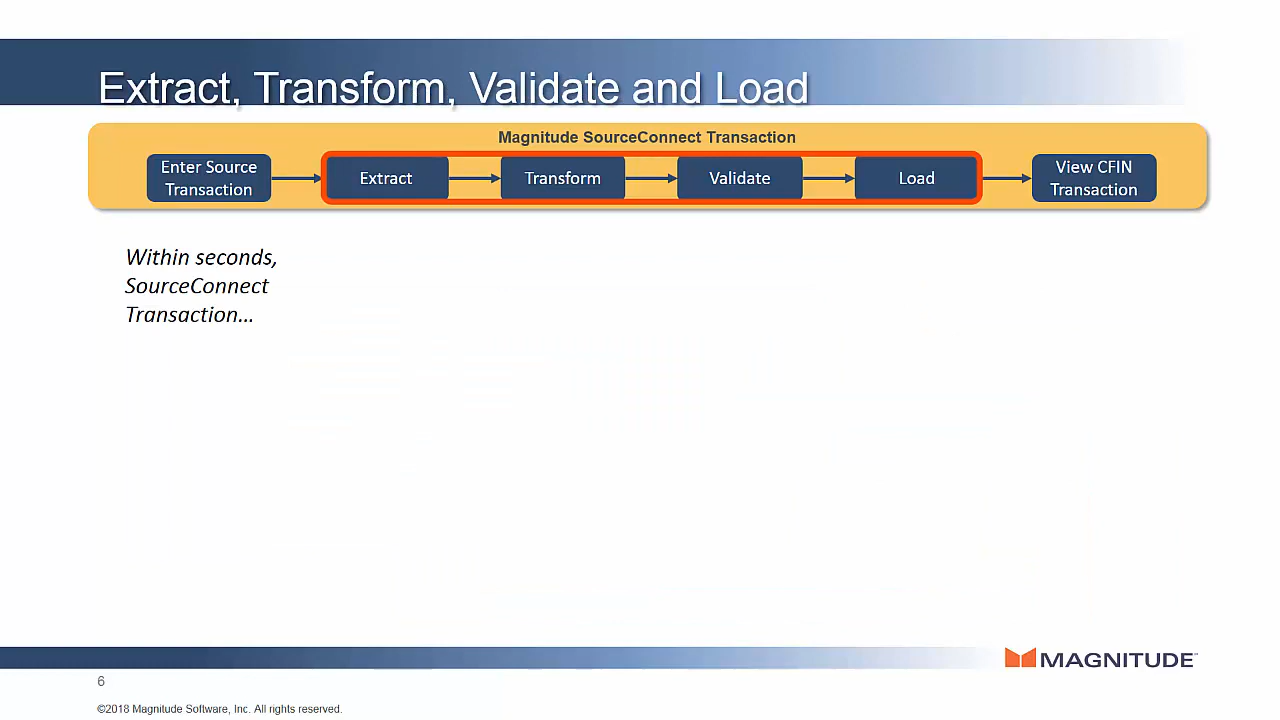 Extract, Transform, Validate and Load
Magnitude SourceConnect Transaction
Enter Source
Transaction
Extract
Transform
Validate
Load
View CFIN
Transaction
Within seconds,
SourceConnect
Transaction...
MAGNITUDE™
6
©2018 Magnitude Software, Inc. All rights reserved.